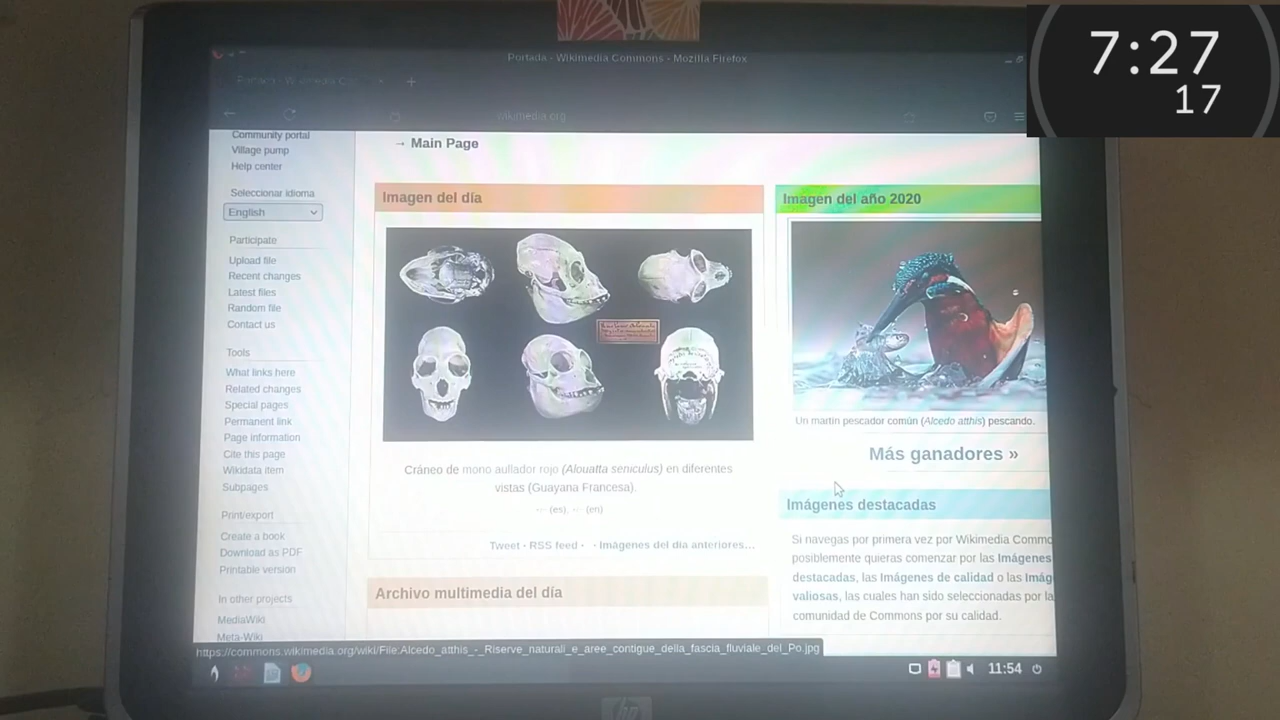 7:27
17
Portada - Wikimedia Commons - Mozilla Firefox
wikimedia.org
Community portal
Village pump
Help center
Seleccionar idioma
English
Participate
Upload file
Recent changes
Latest files
Random file
Contact us
Tools
What links here
Related changes
Special pages
Permanent link
Page information
Cite this page
Wikidata item
Subpages
Print/export
Create a book
Download as PDF
Printable version
In other projects
MediaWiki
Meta-Wiki
→ Main Page
Imagen del día
Cráneo de mono aullador rojo (Alouatta seniculus) en diferentes
vistas (Guayana Francesa).
(es), (en)
Tweet · RSS feed · · Imágenes del día anteriores...
Archivo multimedia del día
Imagen del año 2020
Un martín pescador común (Alcedo atthis) pescando.
Más ganadores »
Imágenes destacadas
Si navegas por primera vez por Wikimedia Commo
posiblemente quieras comenzar por las Imágenes
destacadas, las Imágenes de calidad o las Imág
valiosas, las cuales han sido seleccionadas por la
comunidad de Commons por su calidad.
https://commons.wikimedia.org/wiki/File:Alcedo_atthis_-_Riserve_naturali_e_aree_contigue_della_fascia_fluviale_del_Po.jpg
11:54
hp